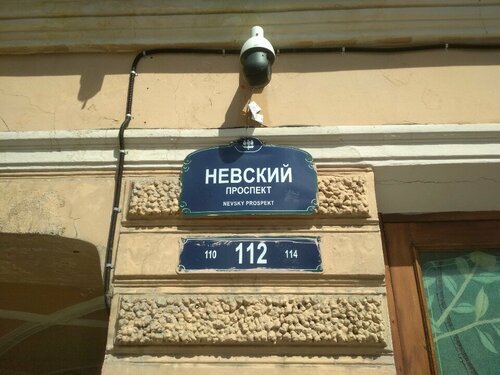 НЕВСКИЙ
ПРОСПЕКТ
NEVSKY PROSPEKT
110 112 114